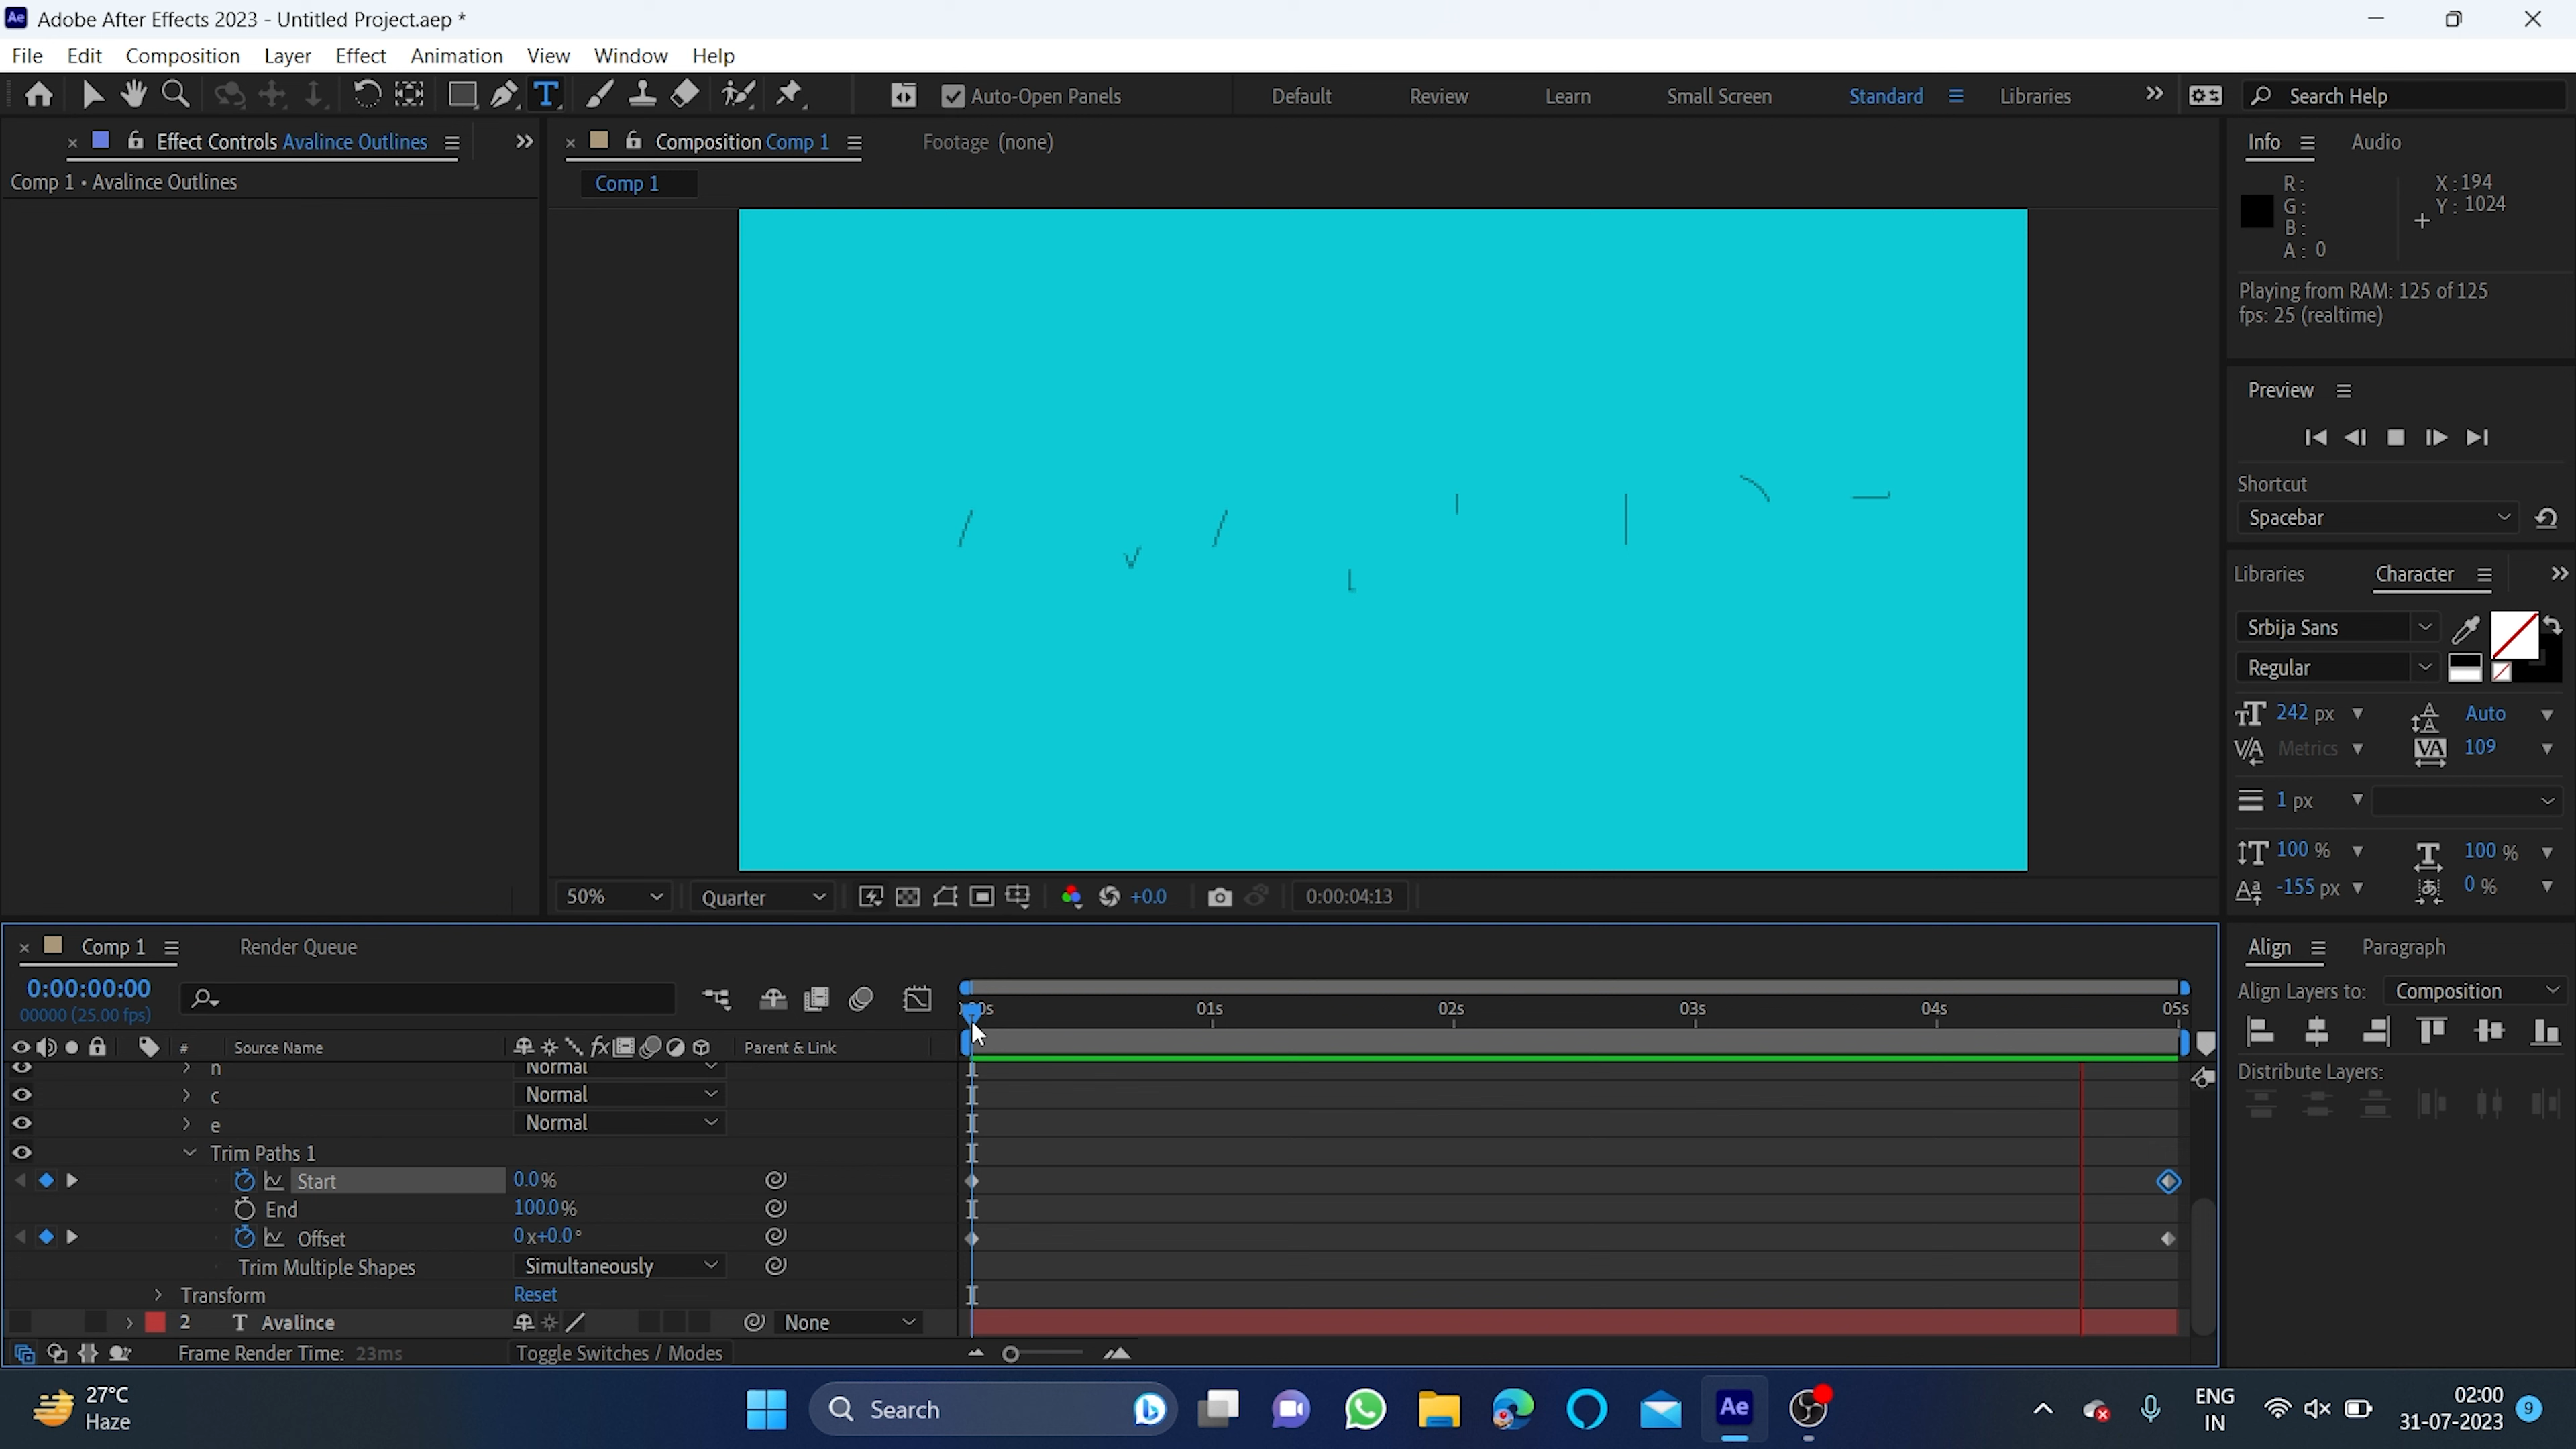 Ae Adobe After Effects 2023 - Untitled Project.aep *
File Edit Composition Layer Effect Animation View Window Help
Auto-Open Panels Default Review Learn Small Screen Standard Libraries Search Help
Effect Controls Avalince Outlines
Comp 1 • Avalince Outlines
Composition Comp 1 Footage (none)
Comp 1
Info Audio
R: X : 194
G: Y : 1024
B:
A: 0
Playing from RAM: 125 of 125
fps: 25 (realtime)
Preview
Shortcut
Spacebar
Libraries Character
Srbija Sans
Regular
242 px Auto
Metrics 109
1 px
100 % 100 %
-155 px 0 %
50% Quarter +0.0 0:00:04:13
Comp 1 Render Queue
0:00:00:00
00000 (25.00 fps)
01s 02s 03s 04s 05s
# Source Name Parent & Link
n Normal
c Normal
e Normal
Trim Paths 1
Start 0.0%
End 100.0%
Offset 0x+0.0°
Trim Multiple Shapes Simultaneously
Transform Reset
2 T Avalince None
Frame Render Time: 23ms Toggle Switches / Modes
Align Paragraph
Align Layers to: Composition
Distribute Layers:
27°C
Haze
Search
Ae
ENG
IN
02:00
31-07-2023
9